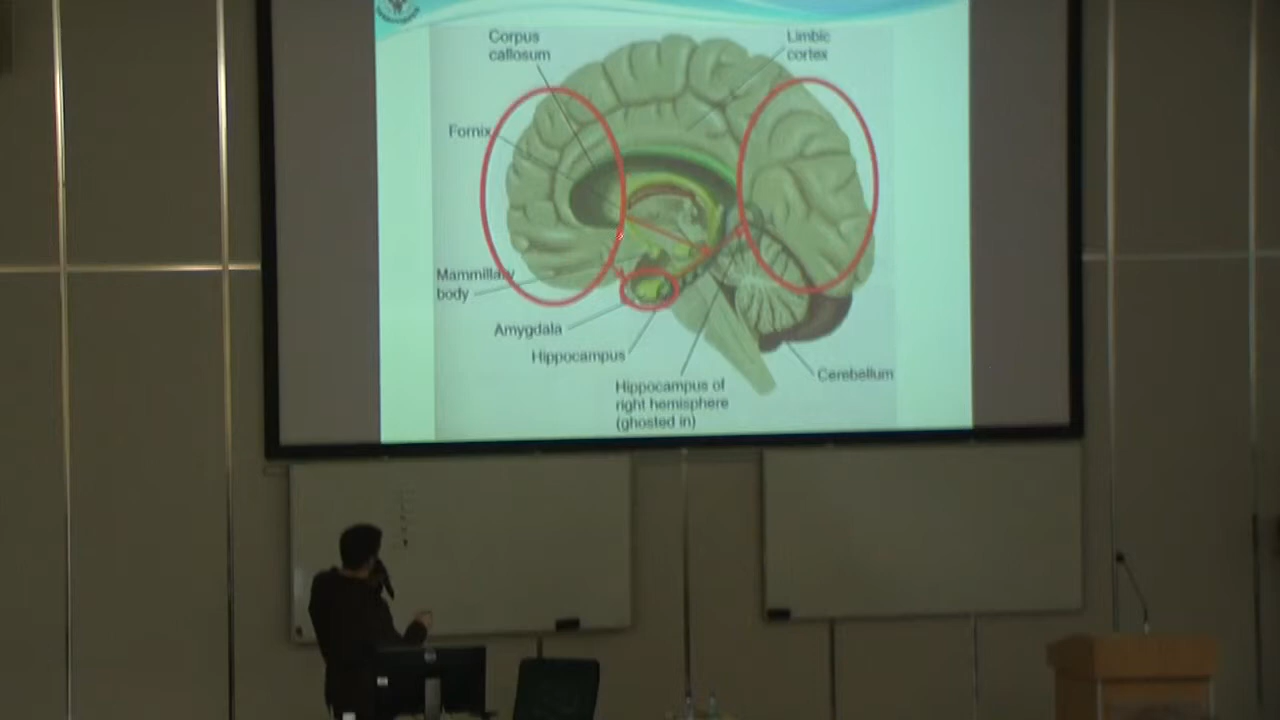 Corpus
callosum
Limbic
cortex
Fornix
Mammillary
body
Amygdala
Hippocampus
Hippocampus of
right hemisphere
(ghosted in)
Cerebellum